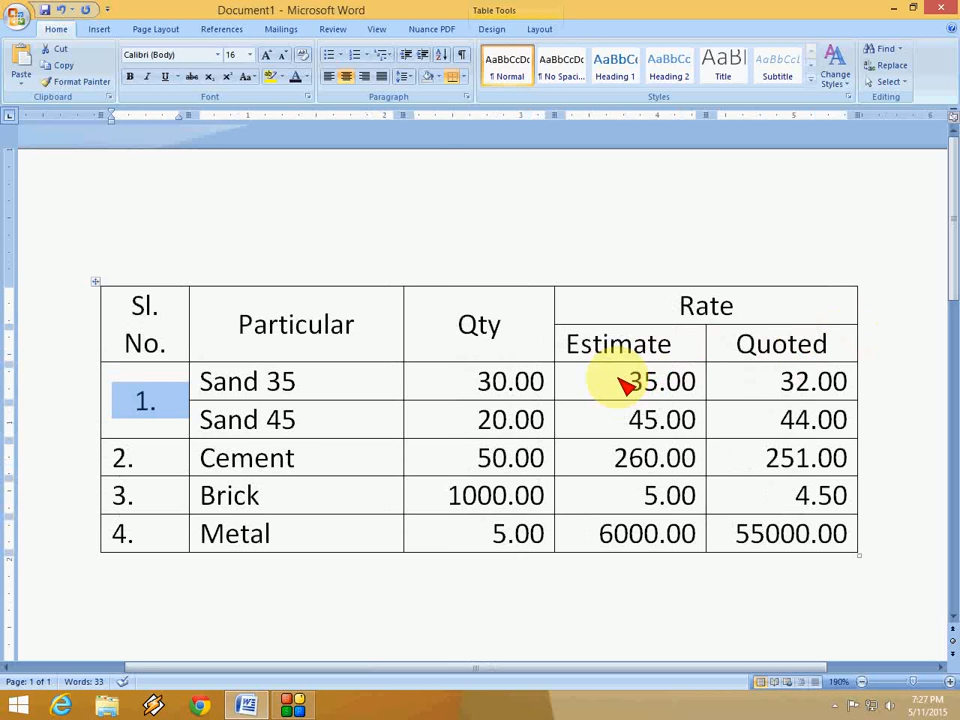 Document1 - Microsoft Word
Table Tools
Home Insert Page Layout References Mailings Review View Nuance PDF Design Layout
Paste
Cut
Copy
Format Painter
Clipboard
Calibri (Body) 16
Font
Paragraph
AaBbCcDc AaBbCcDc AaBbC AaBbCc AaBl AaBbCcl
¶ Normal ¶ No Spaci... Heading 1 Heading 2 Title Subtitle
Change Styles
Styles
Find
Replace
Select
Editing
Sl. No. Particular Qty Rate
Estimate Quoted
1. Sand 35 30.00 35.00 32.00
Sand 45 20.00 45.00 44.00
2. Cement 50.00 260.00 251.00
3. Brick 1000.00 5.00 4.50
4. Metal 5.00 6000.00 55000.00
Page: 1 of 1 Words: 33 190%
7:27 PM
5/11/2015